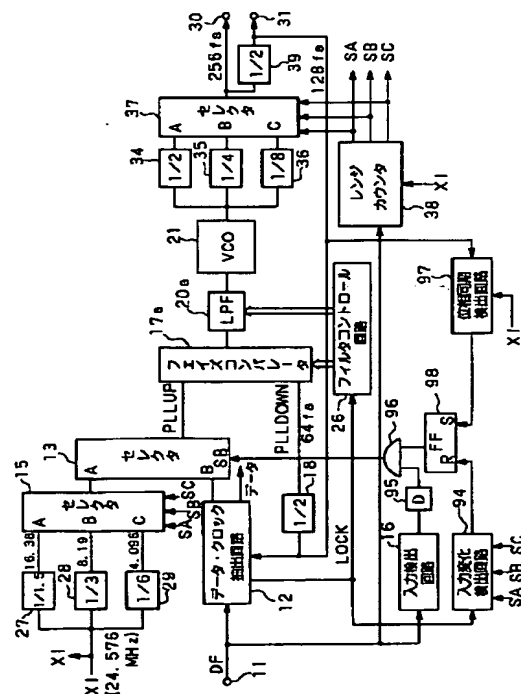 30
31
256fs
1/2
39
128fs
37
セレクタ
A
B
C
34
1/2
35
1/4
36
1/8
SA
SB
SC
レンジ
カウンタ
38
XI
21
VCO
20a
LPF
17a
フェイズコンパレータ
26
フィルタコントロール
回路
97
位相同期
検出回路
XI
PLLUP
PLLDOWN
64fs
13
セレクタ
A
B
SB
データ
18
1/2
LOCK
96
98
FF
R
S
95
D
15
セレクタ
A
B
C
SA
SB
SC
16.38
8.19
4.096
27
1/1.5
28
1/3
29
1/6
XI
XI
(24.576
MHz)
データ・クロック
抽出回路
12
DF
11
16
入力検出
回路
94
入力変化
検出回路
SA
SB
SC